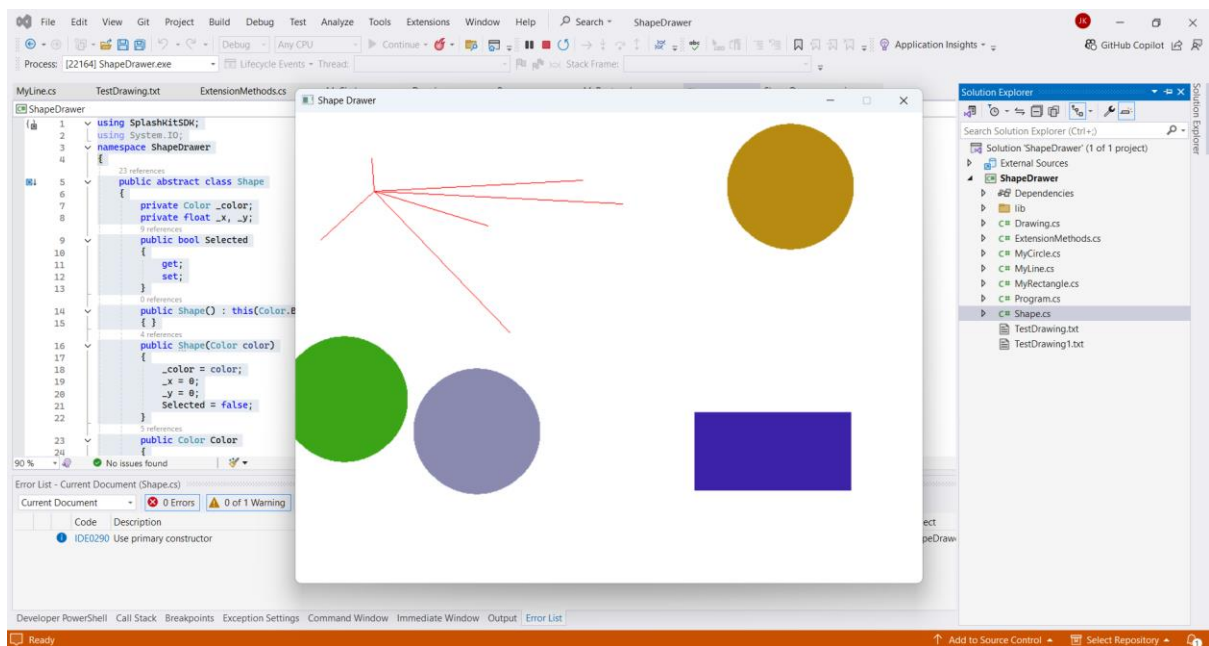 File Edit View Git Project Build Debug Test Analyze Tools Extensions Window Help Search ShapeDrawer JK
Debug Any CPU Continue Application Insights GitHub Copilot
Process: [22164] ShapeDrawer.exe Lifecycle Events Thread: Stack Frame:
MyLine.cs TestDrawing.txt ExtensionMethods.cs
Shape Drawer
Solution Explorer
Solution Explorer
ShapeDrawer
Search Solution Explorer (Ctrl+;)
Solution 'ShapeDrawer' (1 of 1 project)
External Sources
ShapeDrawer
Dependencies
lib
C# Drawing.cs
C# ExtensionMethods.cs
C# MyCircle.cs
C# MyLine.cs
C# MyRectangle.cs
C# Program.cs
C# Shape.cs
TestDrawing.txt
TestDrawing1.txt
1 using SplashKitSDK;
2 using System.IO;
3 namespace ShapeDrawer
4 {
23 references
5 public abstract class Shape
6 {
7 private Color _color;
8 private float _x, _y;
9 references
9 public bool Selected
10 {
11 get;
12 set;
13 }
0 references
14 public Shape() : this(Color.B
15 { }
4 references
16 public Shape(Color color)
17 {
18 _color = color;
19 _x = 0;
20 _y = 0;
21 Selected = false;
22 }
5 references
23 public Color Color
24 {
90 % No issues found
Error List - Current Document (Shape.cs)
Current Document 0 Errors 0 of 1 Warning
Code Description ect
IDE0290 Use primary constructor peDraw
Developer PowerShell Call Stack Breakpoints Exception Settings Command Window Immediate Window Output Error List
Ready Add to Source Control Select Repository 1